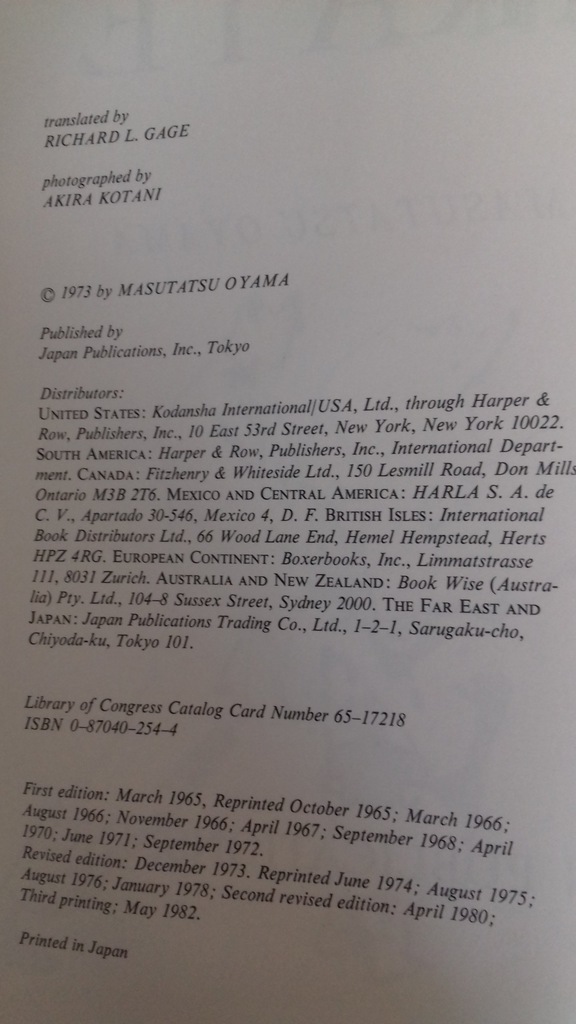 translated by
RICHARD L. GAGE
photographed by
AKIRA KOTANI
© 1973 by MASUTATSU OYAMA
Published by
Japan Publications, Inc., Tokyo
Distributors:
UNITED STATES: Kodansha International/USA, Ltd., through Harper &
Row, Publishers, Inc., 10 East 53rd Street, New York, New York 10022.
SOUTH AMERICA: Harper & Row, Publishers, Inc., International Depart-
ment. CANADA: Fitzhenry & Whiteside Ltd., 150 Lesmill Road, Don Mills
Ontario M3B 2T6. MEXICO AND CENTRAL AMERICA: HARLA S. A. de
C. V., Apartado 30-546, Mexico 4, D. F. BRITISH ISLES: International
Book Distributors Ltd., 66 Wood Lane End, Hemel Hempstead, Herts
HPZ 4RG. EUROPEAN CONTINENT: Boxerbooks, Inc., Limmatstrasse
111, 8031 Zurich. AUSTRALIA AND NEW ZEALAND: Book Wise (Austra-
lia) Pty. Ltd., 104–8 Sussex Street, Sydney 2000. THE FAR EAST AND
JAPAN: Japan Publications Trading Co., Ltd., 1–2–1, Sarugaku-cho,
Chiyoda-ku, Tokyo 101.
Library of Congress Catalog Card Number 65–17218
ISBN 0–87040–254–4
First edition: March 1965, Reprinted October 1965; March 1966;
August 1966; November 1966; April 1967; September 1968; April
1970; June 1971; September 1972.
Revised edition: December 1973. Reprinted June 1974; August 1975;
August 1976; January 1978; Second revised edition: April 1980;
Third printing; May 1982.
Printed in Japan